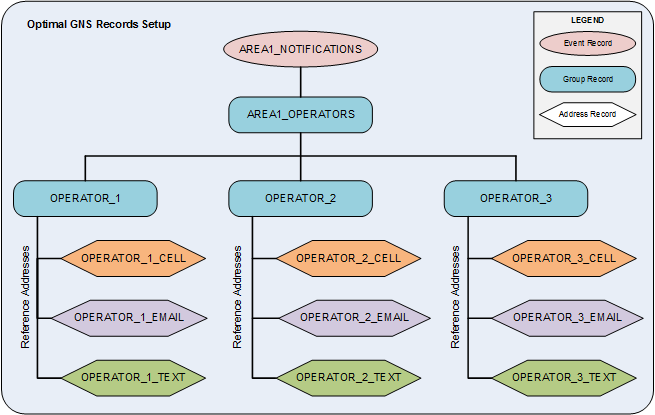 Optimal GNS Records Setup
LEGEND
Event Record
Group Record
Address Record
AREA1_NOTIFICATIONS
AREA1_OPERATORS
OPERATOR_1
OPERATOR_2
OPERATOR_3
Reference Addresses
OPERATOR_1_CELL
OPERATOR_1_EMAIL
OPERATOR_1_TEXT
Reference Addresses
OPERATOR_2_CELL
OPERATOR_2_EMAIL
OPERATOR_2_TEXT
Reference Addresses
OPERATOR_3_CELL
OPERATOR_3_EMAIL
OPERATOR_3_TEXT